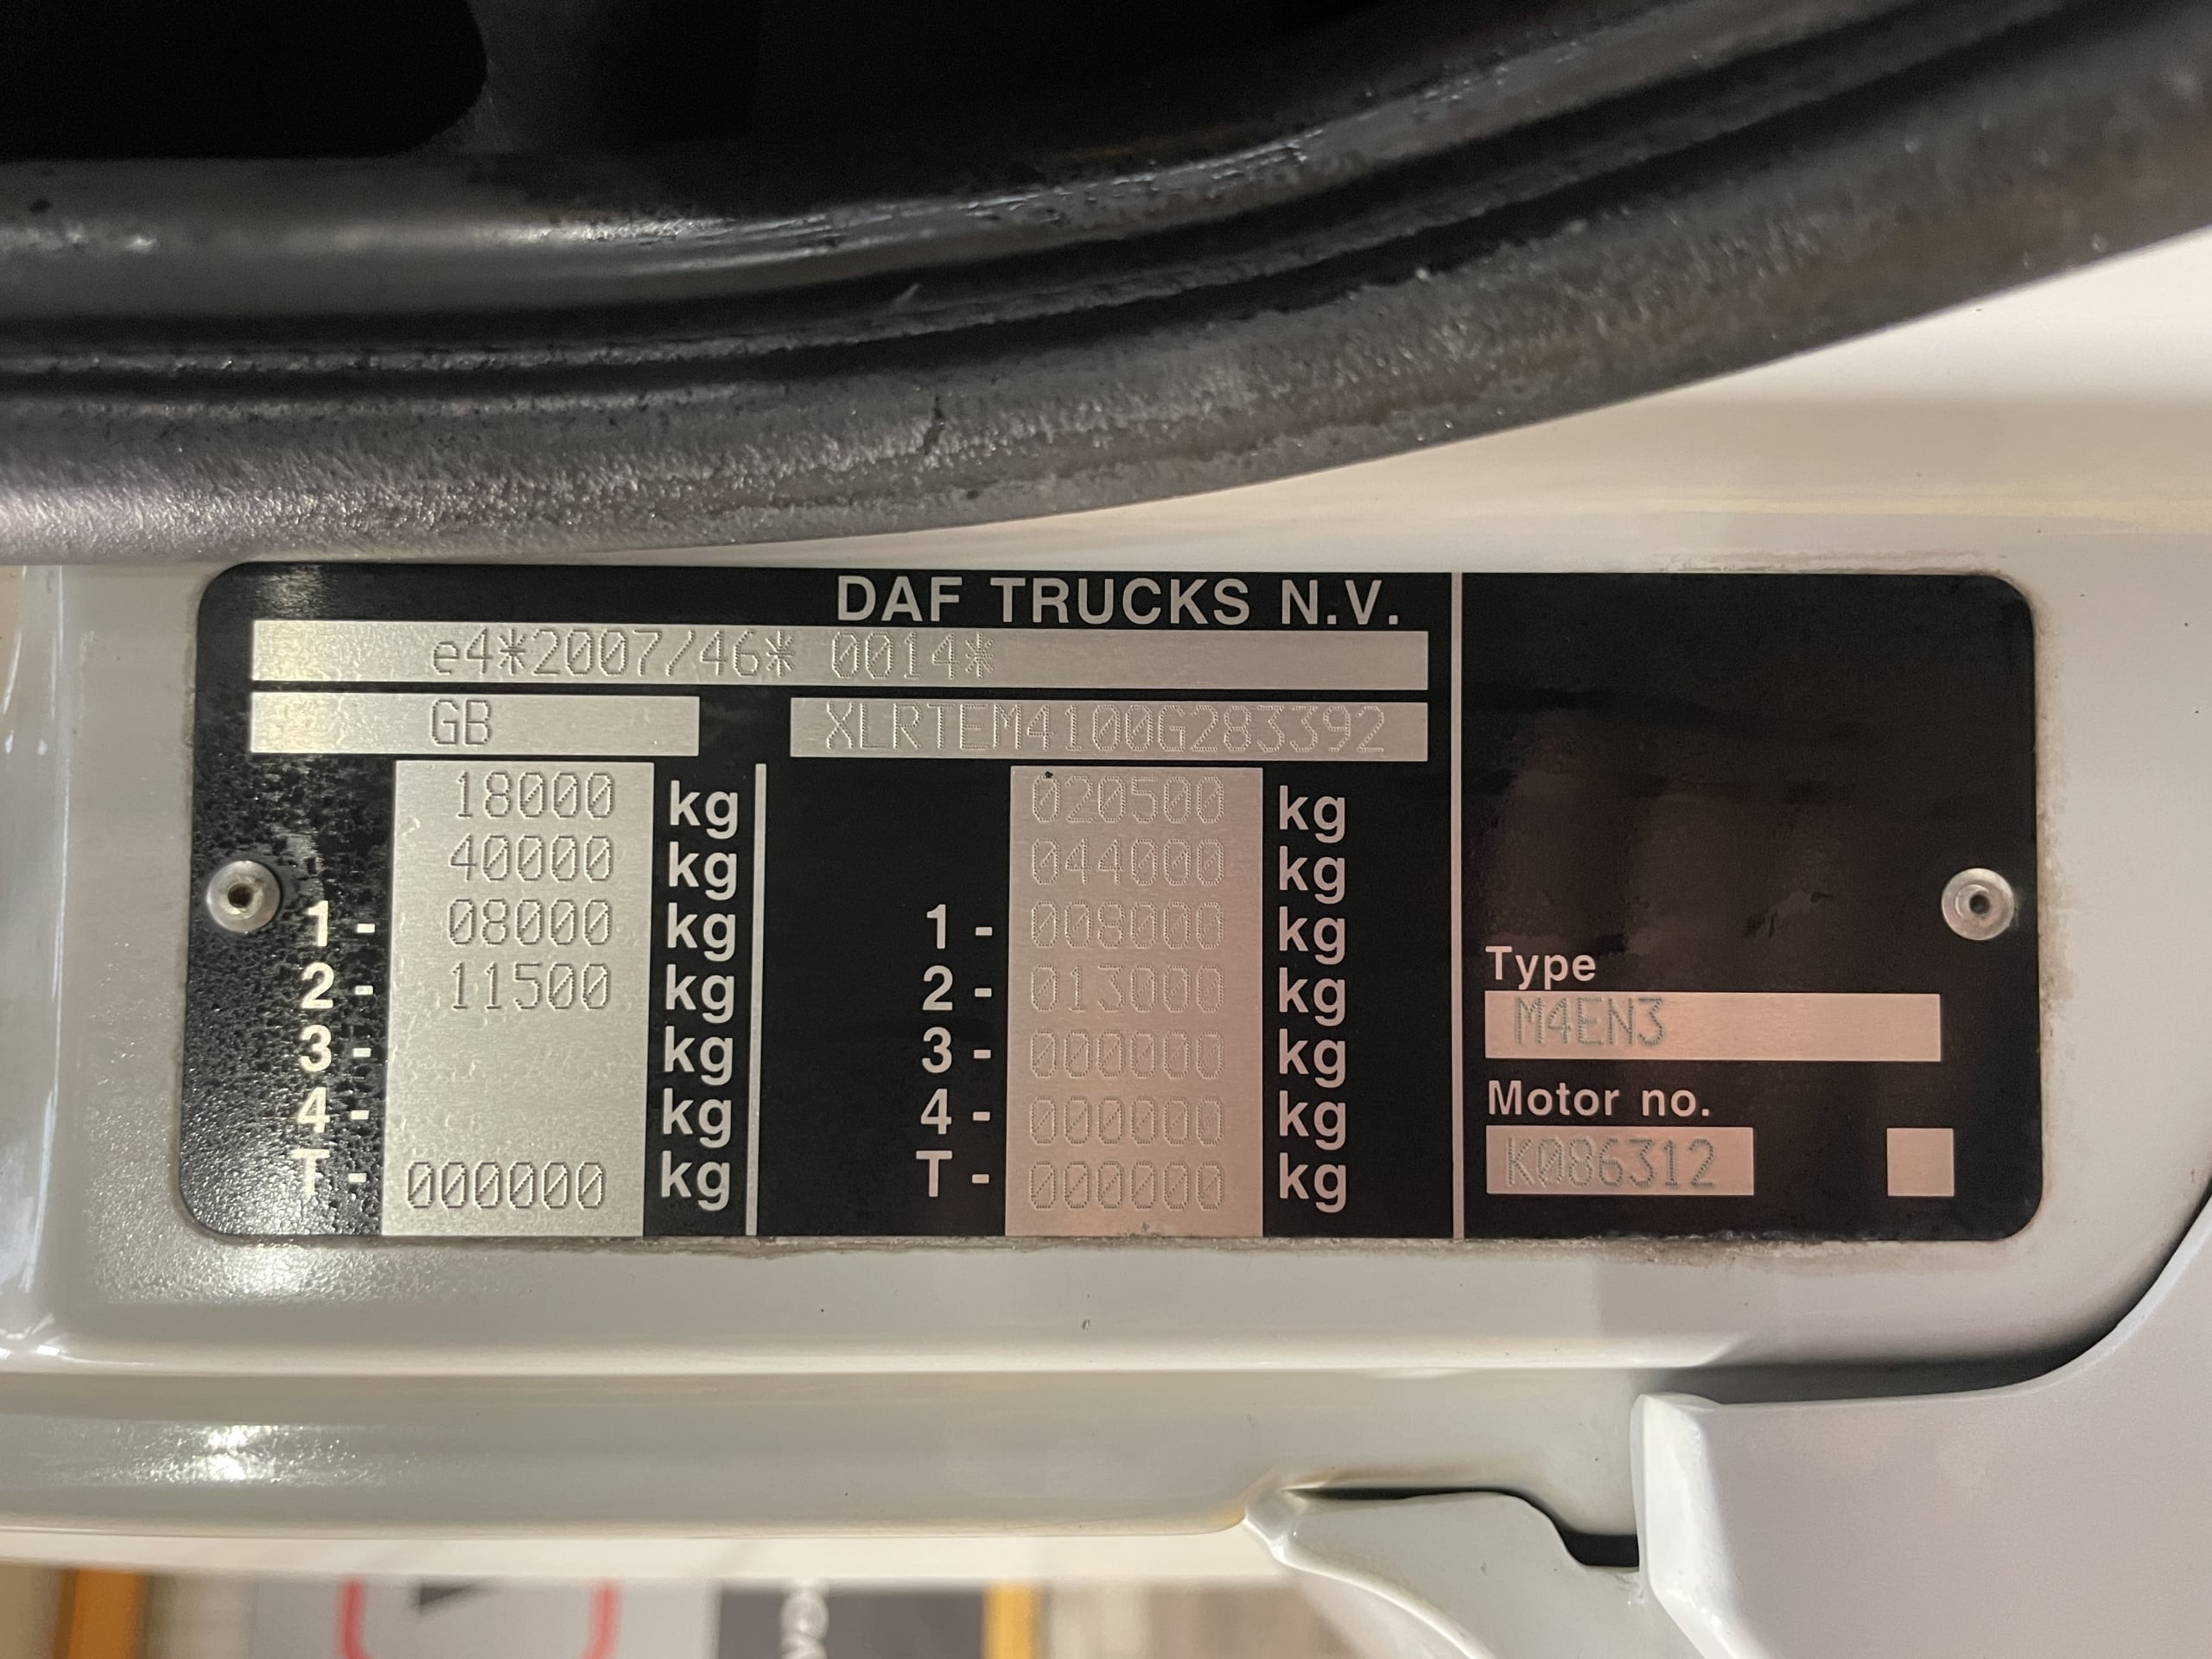 DAF TRUCKS N.V.
e4*2007/46* 0014*
GB XLRTEM4100G283392
18000 kg 020500 kg
40000 kg 044000 kg
1 - 08000 kg 1 - 008000 kg
2 - 11500 kg 2 - 013000 kg
3 - kg 3 - 000000 kg
4 - kg 4 - 000000 kg
T - 000000 kg T - 000000 kg
Type
M4EN3
Motor no.
K086312